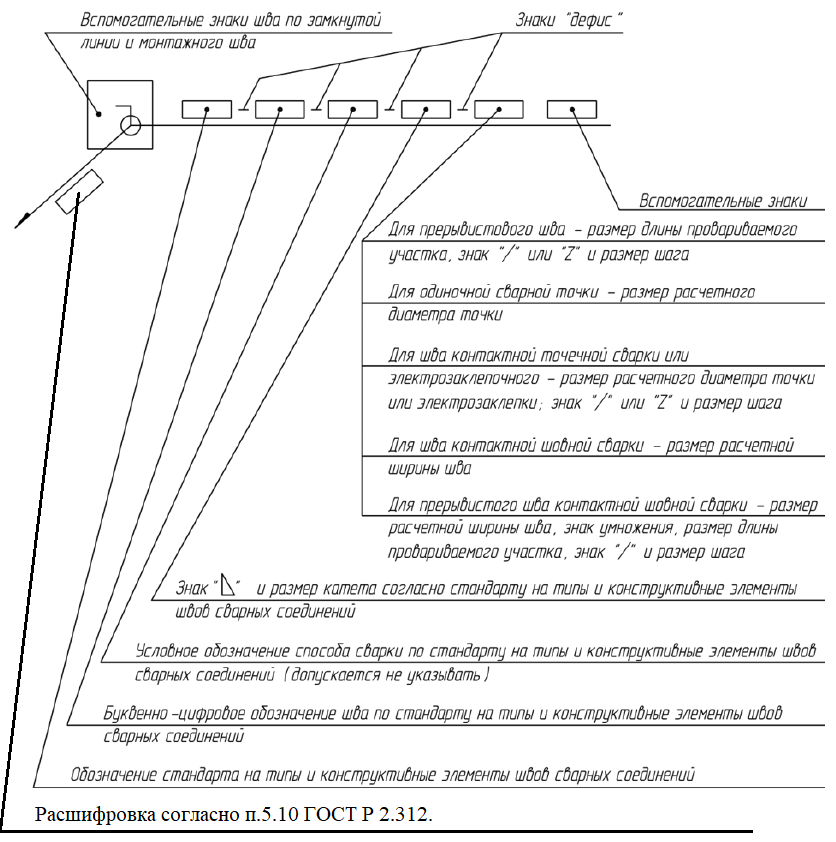 Вспомогательные знаки шва по замкнутой
линии и монтажного шва
Знаки "дефис"
Вспомогательные знаки
Для прерывистового шва – размер длины провариваемого
участка, знак "/" или "Z" и размер шага
Для одиночной сварной точки – размер расчетного
диаметра точки
Для шва контактной точечной сварки или
электрозаклепочного – размер расчетного диаметра точки
или электрозаклепки; знак "/" или "Z" и размер шага
Для шва контактной шовной сварки – размер расчетной
ширины шва
Для прерывистого шва контактной шовной сварки – размер
расчетной ширины шва, знак умножения, размер длины
провариваемого участка, знак "/" и размер шага
Знак "◺" и размер катета согласно стандарту на типы и конструктивные элементы
швов сварных соединений
Условное обозначение способа сварки по стандарту на типы и конструктивные элементы швов
сварных соединений (допускается не указывать)
Буквенно-цифровое обозначение шва по стандарту на типы и конструктивные элементы швов
сварных соединений
Обозначение стандарта на типы и конструктивные элементы швов сварных соединений
Расшифровка согласно п.5.10 ГОСТ Р 2.312.